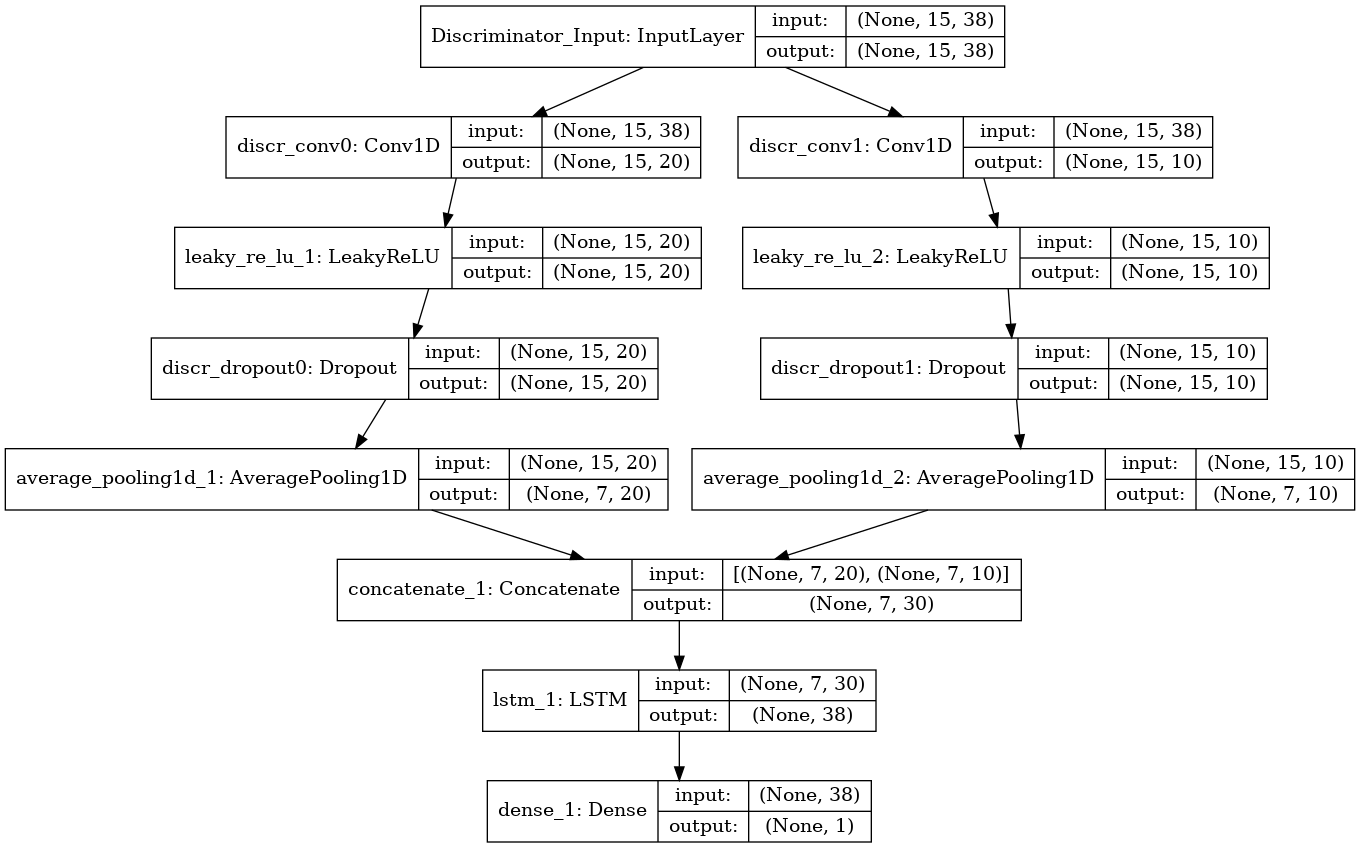 Discriminator_Input: InputLayer
input: (None, 15, 38)
output: (None, 15, 38)
discr_conv0: Conv1D
input: (None, 15, 38)
output: (None, 15, 20)
discr_conv1: Conv1D
input: (None, 15, 38)
output: (None, 15, 10)
leaky_re_lu_1: LeakyReLU
input: (None, 15, 20)
output: (None, 15, 20)
leaky_re_lu_2: LeakyReLU
input: (None, 15, 10)
output: (None, 15, 10)
discr_dropout0: Dropout
input: (None, 15, 20)
output: (None, 15, 20)
discr_dropout1: Dropout
input: (None, 15, 10)
output: (None, 15, 10)
average_pooling1d_1: AveragePooling1D
input: (None, 15, 20)
output: (None, 7, 20)
average_pooling1d_2: AveragePooling1D
input: (None, 15, 10)
output: (None, 7, 10)
concatenate_1: Concatenate
input: [(None, 7, 20), (None, 7, 10)]
output: (None, 7, 30)
lstm_1: LSTM
input: (None, 7, 30)
output: (None, 38)
dense_1: Dense
input: (None, 38)
output: (None, 1)